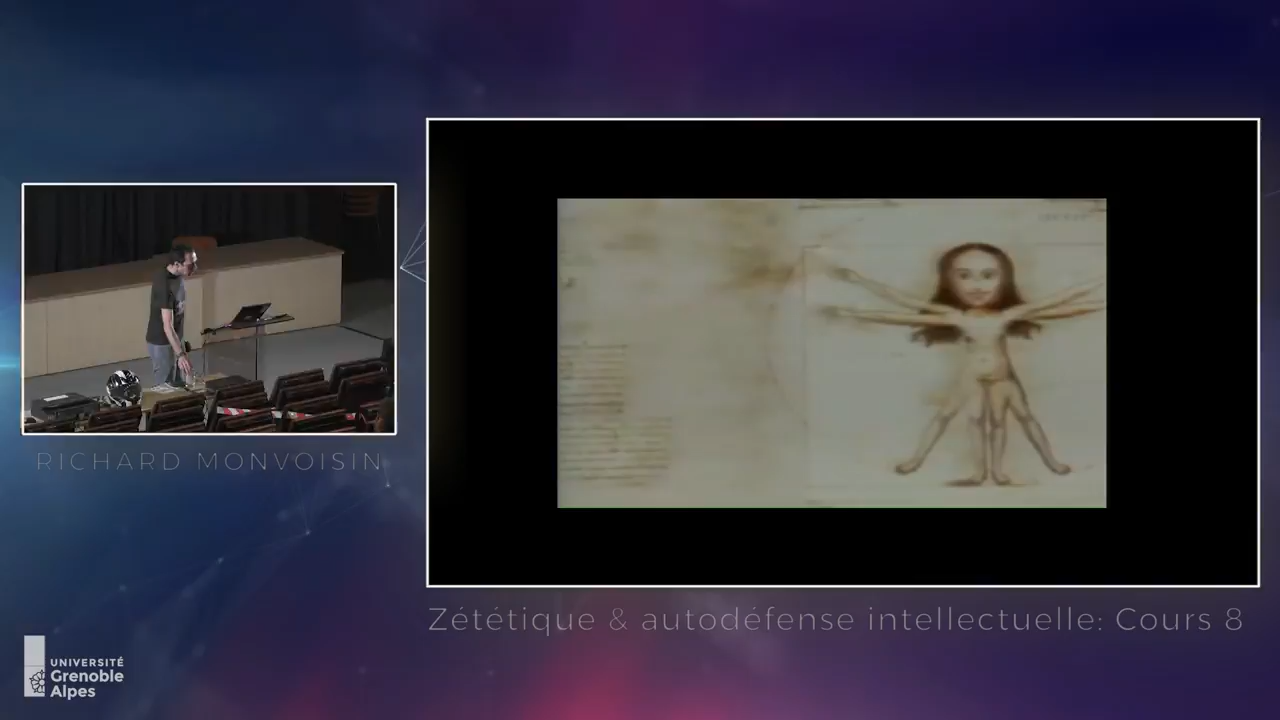 RICHARD MONVOISIN
Zététique & autodéfense intellectuelle: Cours 8
UNIVERSITÉ
Grenoble
Alpes